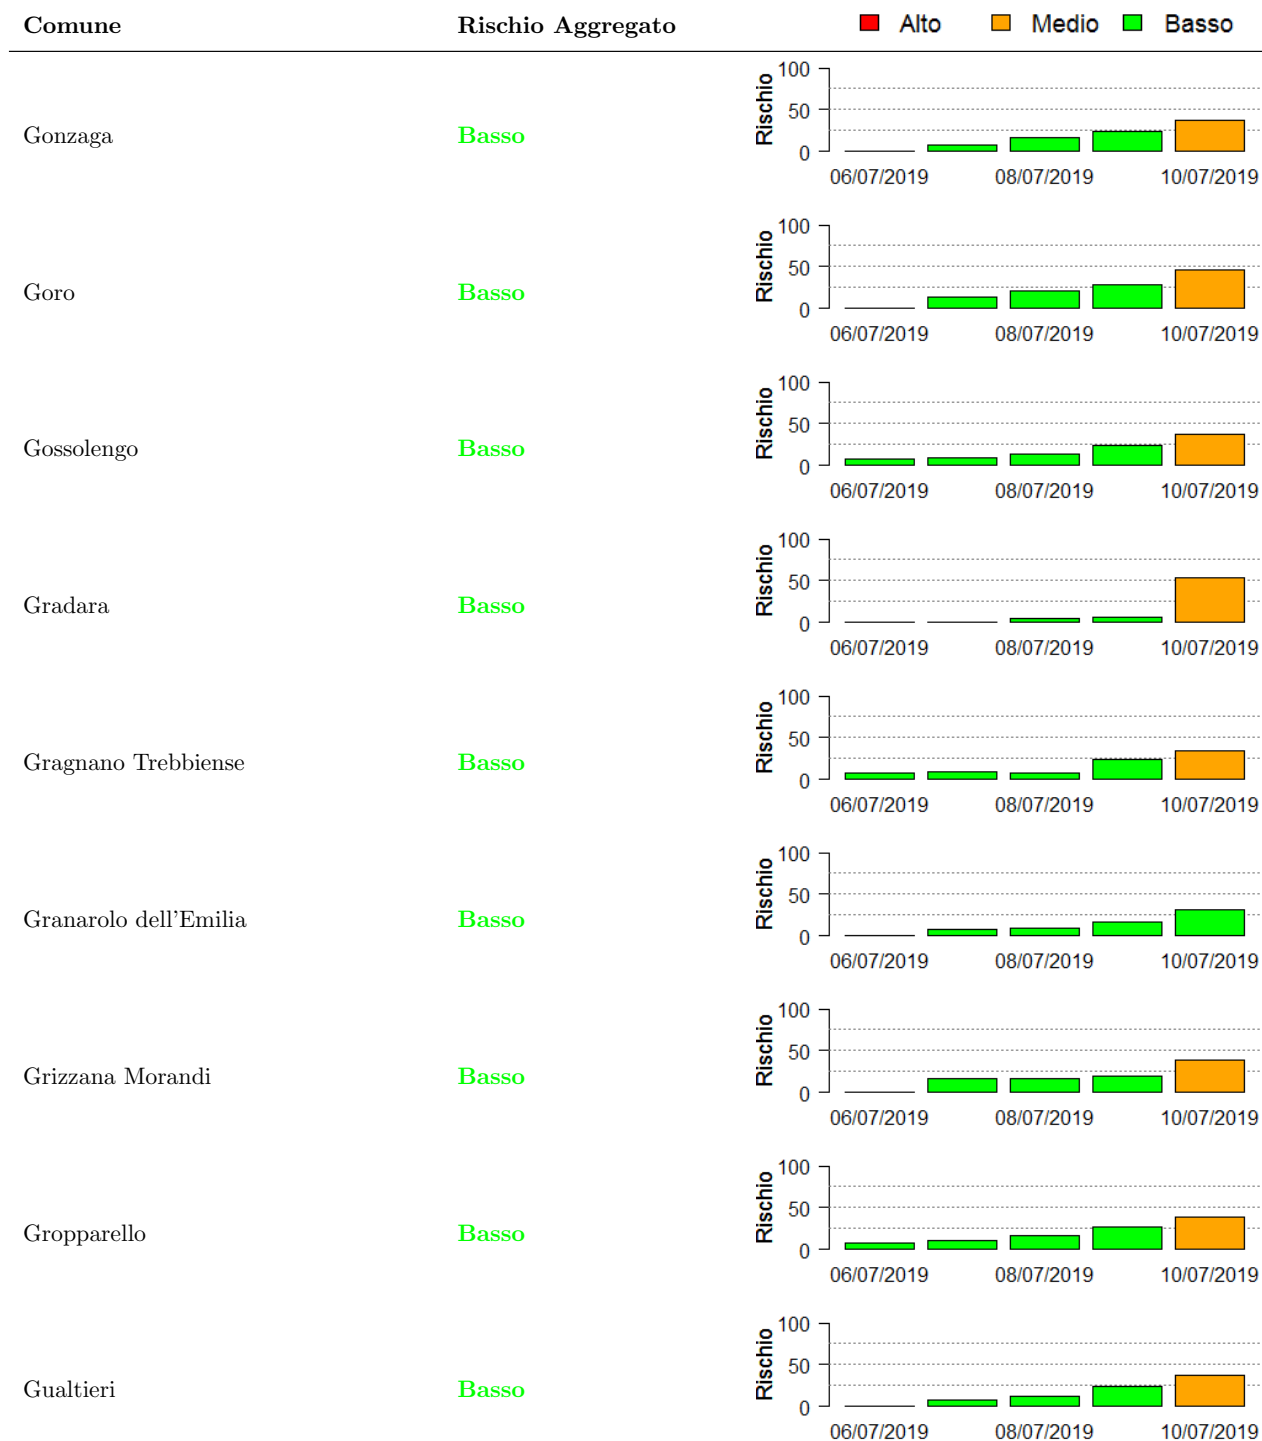 Comune Rischio Aggregato Alto Medio Basso
100
50
0
Rischio
Gonzaga Basso
06/07/2019 08/07/2019 10/07/2019
100
50
0
Rischio
Goro Basso
06/07/2019 08/07/2019 10/07/2019
100
50
0
Rischio
Gossolengo Basso
06/07/2019 08/07/2019 10/07/2019
100
50
0
Rischio
Gradara Basso
06/07/2019 08/07/2019 10/07/2019
100
50
0
Rischio
Gragnano Trebbiense Basso
06/07/2019 08/07/2019 10/07/2019
100
50
0
Rischio
Granarolo dell'Emilia Basso
06/07/2019 08/07/2019 10/07/2019
100
50
0
Rischio
Grizzana Morandi Basso
06/07/2019 08/07/2019 10/07/2019
100
50
0
Rischio
Gropparello Basso
06/07/2019 08/07/2019 10/07/2019
100
50
0
Rischio
Gualtieri Basso
06/07/2019 08/07/2019 10/07/2019